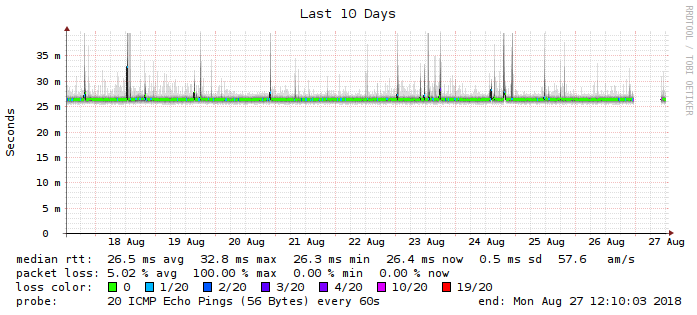 Last 10 Days
RRDTOOL / TOBI OETIKER
Seconds
35 m
30 m
25 m
20 m
15 m
10 m
5 m
0
18 Aug 19 Aug 20 Aug 21 Aug 22 Aug 23 Aug 24 Aug 25 Aug 26 Aug 27 Aug
median rtt: 26.5 ms avg 32.8 ms max 26.3 ms min 26.4 ms now 0.5 ms sd 57.6 am/s
packet loss: 5.02 % avg 100.00 % max 0.00 % min 0.00 % now
loss color: 0 1/20 2/20 3/20 4/20 10/20 19/20
probe: 20 ICMP Echo Pings (56 Bytes) every 60s end: Mon Aug 27 12:10:03 2018